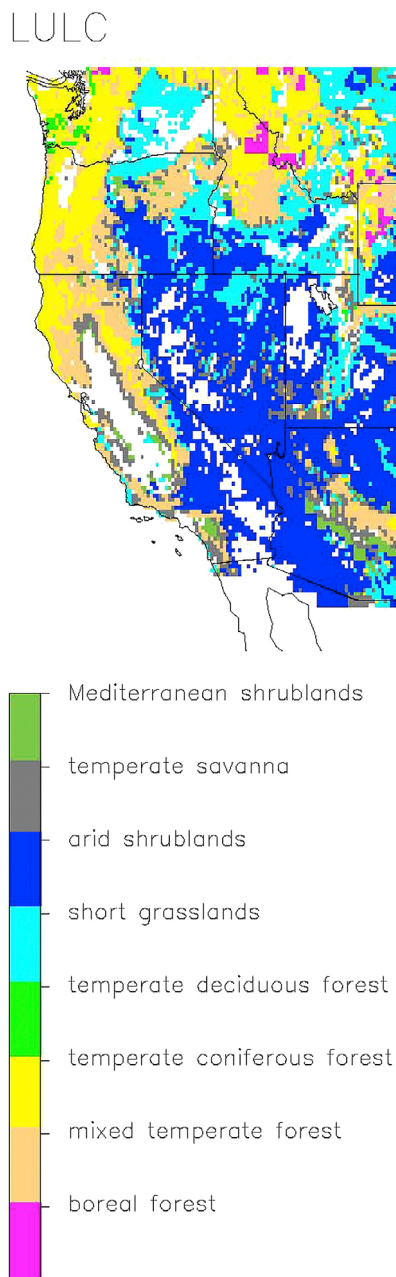 LULC
Mediterranean shrublands
temperate savanna
arid shrublands
short grasslands
temperate deciduous forest
temperate coniferous forest
mixed temperate forest
boreal forest